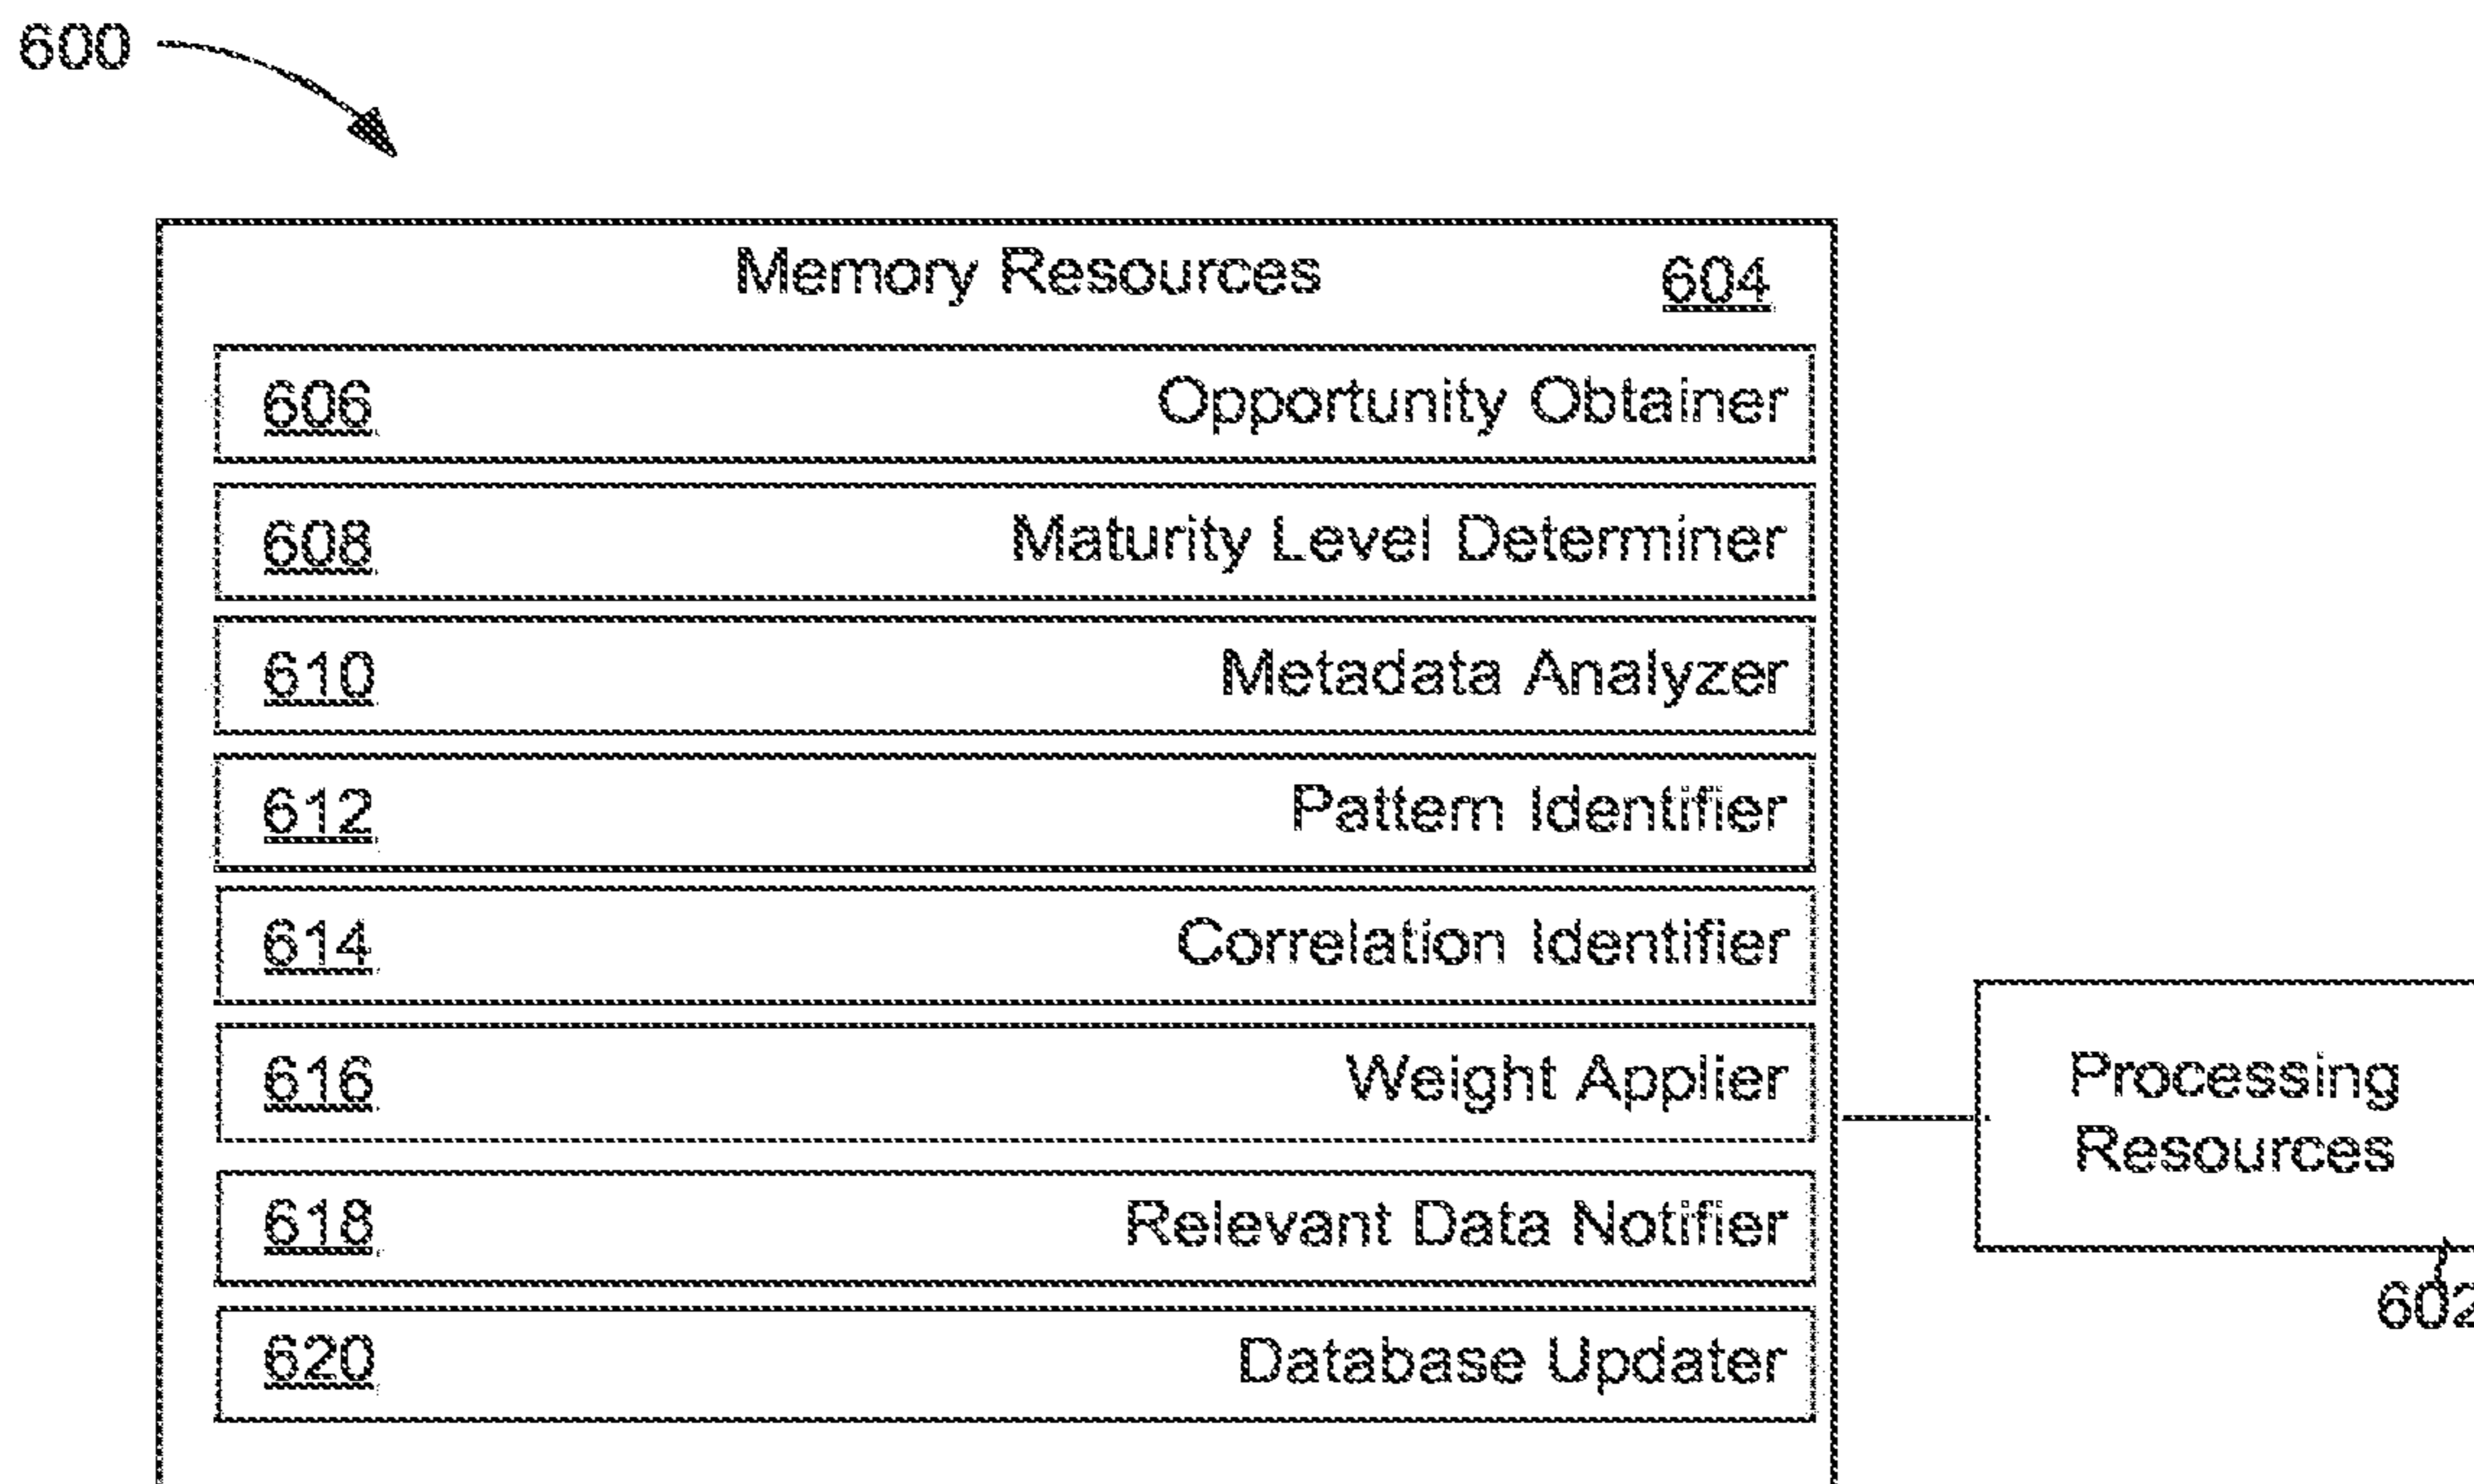 600
Memory Resources 604
606 Opportunity Obtainer
608 Maturity Level Determiner
610 Metadata Analyzer
612 Pattern Identifier
614 Correlation Identifier
616 Weight Applier
Processing
Resources
618 Relevant Data Notifier
602
620 Database Updater